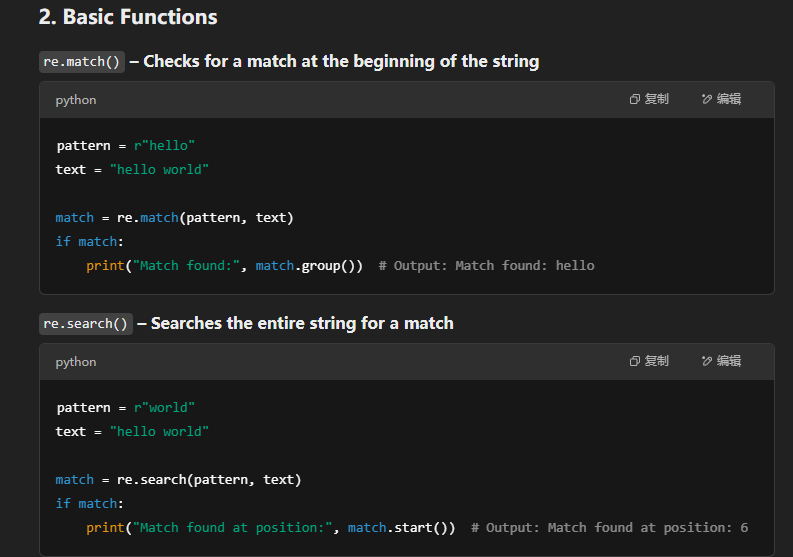 2. Basic Functions
re.match() – Checks for a match at the beginning of the string
python 复制 编辑
pattern = r"hello"
text = "hello world"
match = re.match(pattern, text)
if match:
    print("Match found:", match.group())  # Output: Match found: hello
re.search() – Searches the entire string for a match
python 复制 编辑
pattern = r"world"
text = "hello world"
match = re.search(pattern, text)
if match:
    print("Match found at position:", match.start())  # Output: Match found at position: 6